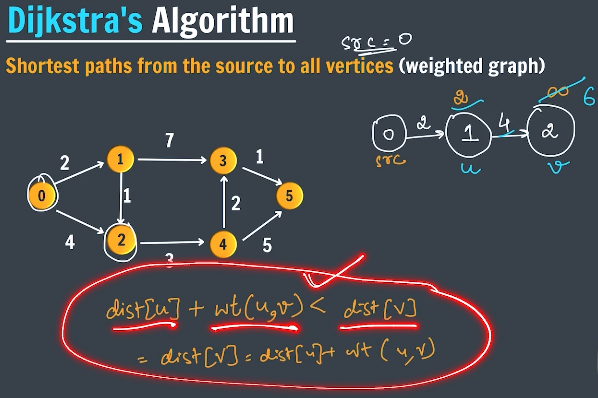 Dijkstra's Algorithm
src = 0
Shortest paths from the source to all vertices (weighted graph)
2 ∞ 6
0 2 1 4 2
src u v
7
2 1 3 1
0 1 2 5
4 2 4 5
3
dist[u] + wt(u,v) < dist[v]
= dist[v] = dist[u] + wt (u,v)